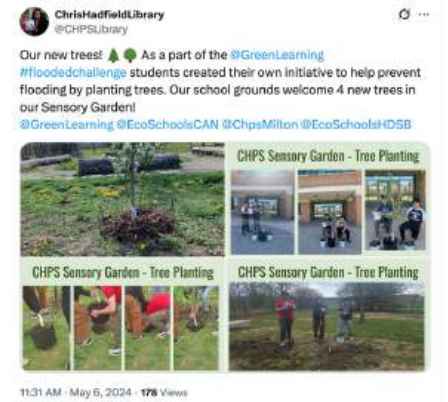 ChrisHadfieldLibrary
@CHPSLibrary
Our new trees! 🌲🌳 As a part of the @GreenLearning
#floodedchallenge students created their own initiative to help prevent
flooding by planting trees. Our school grounds welcome 4 new trees in
our Sensory Garden!
@GreenLearning @EcoSchoolsCAN @ChpsMilton @EcoSchoolsHDSB
CHPS Sensory Garden - Tree Planting
CHPS Sensory Garden - Tree Planting
CHPS Sensory Garden - Tree Planting
11:31 AM · May 6, 2024 · 178 Views